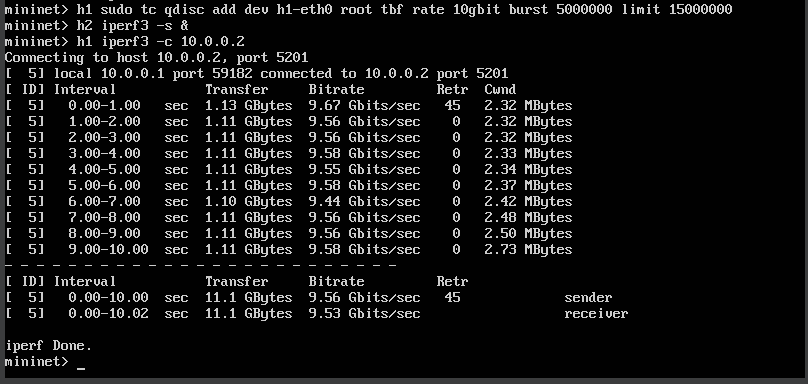 mininet> h1 sudo tc qdisc add dev h1-eth0 root tbf rate 10gbit burst 5000000 limit 15000000
mininet> h2 iperf3 -s &
mininet> h1 iperf3 -c 10.0.0.2
Connecting to host 10.0.0.2, port 5201
[  5] local 10.0.0.1 port 59182 connected to 10.0.0.2 port 5201
[ ID] Interval           Transfer     Bitrate         Retr  Cwnd
[  5]   0.00-1.00   sec  1.13 GBytes  9.67 Gbits/sec   45   2.32 MBytes
[  5]   1.00-2.00   sec  1.11 GBytes  9.56 Gbits/sec    0   2.32 MBytes
[  5]   2.00-3.00   sec  1.11 GBytes  9.56 Gbits/sec    0   2.32 MBytes
[  5]   3.00-4.00   sec  1.11 GBytes  9.58 Gbits/sec    0   2.33 MBytes
[  5]   4.00-5.00   sec  1.11 GBytes  9.55 Gbits/sec    0   2.34 MBytes
[  5]   5.00-6.00   sec  1.11 GBytes  9.58 Gbits/sec    0   2.37 MBytes
[  5]   6.00-7.00   sec  1.10 GBytes  9.44 Gbits/sec    0   2.42 MBytes
[  5]   7.00-8.00   sec  1.11 GBytes  9.56 Gbits/sec    0   2.48 MBytes
[  5]   8.00-9.00   sec  1.11 GBytes  9.56 Gbits/sec    0   2.50 MBytes
[  5]   9.00-10.00  sec  1.11 GBytes  9.58 Gbits/sec    0   2.73 MBytes
- - - - - - - - - - - - - - - - - - - - - - - - -
[ ID] Interval           Transfer     Bitrate         Retr
[  5]   0.00-10.00  sec  11.1 GBytes  9.56 Gbits/sec   45             sender
[  5]   0.00-10.02  sec  11.1 GBytes  9.53 Gbits/sec                  receiver

iperf Done.
mininet> _